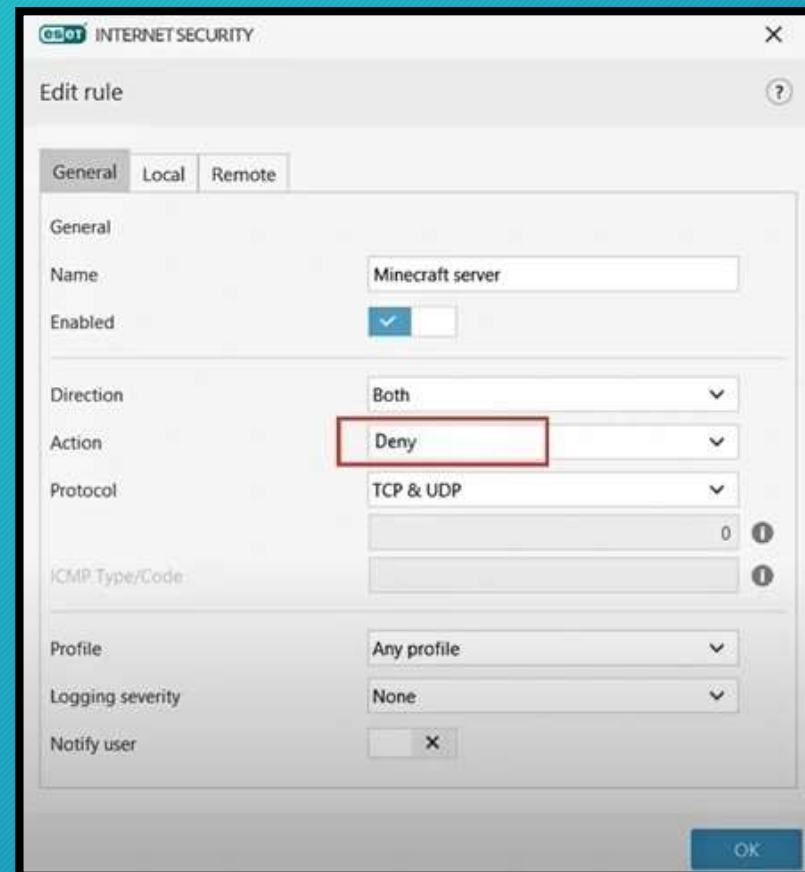 eseT INTERNET SECURITY
Edit rule ?
General Local Remote
General
Name Minecraft server
Enabled
Direction Both
Action Deny
Protocol TCP & UDP
0
ICMP Type/Code
Profile Any profile
Logging severity None
Notify user
OK